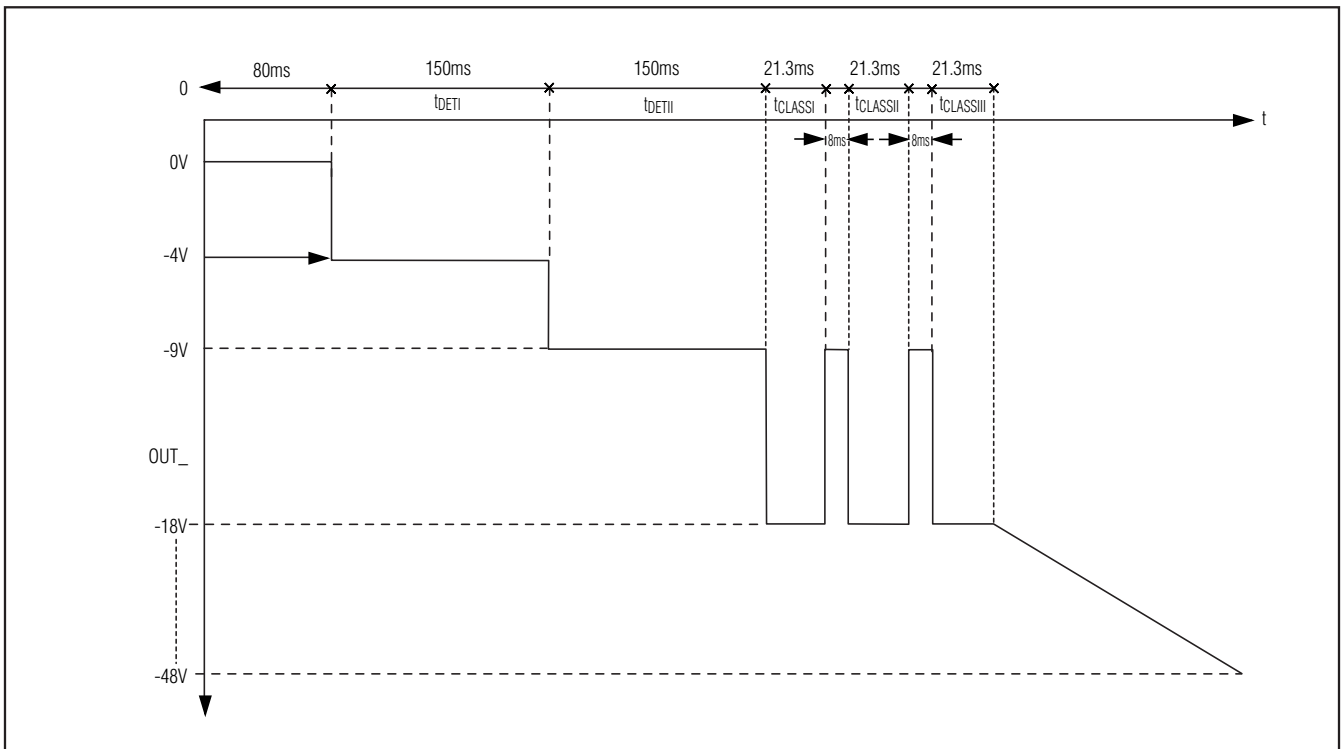 80ms 150ms 150ms 21.3ms 21.3ms 21.3ms
0
tDETI tDETII tCLASSI tCLASSII tCLASSIII
t
8ms 8ms
0V
-4V
-9V
OUT_
-18V
-48V